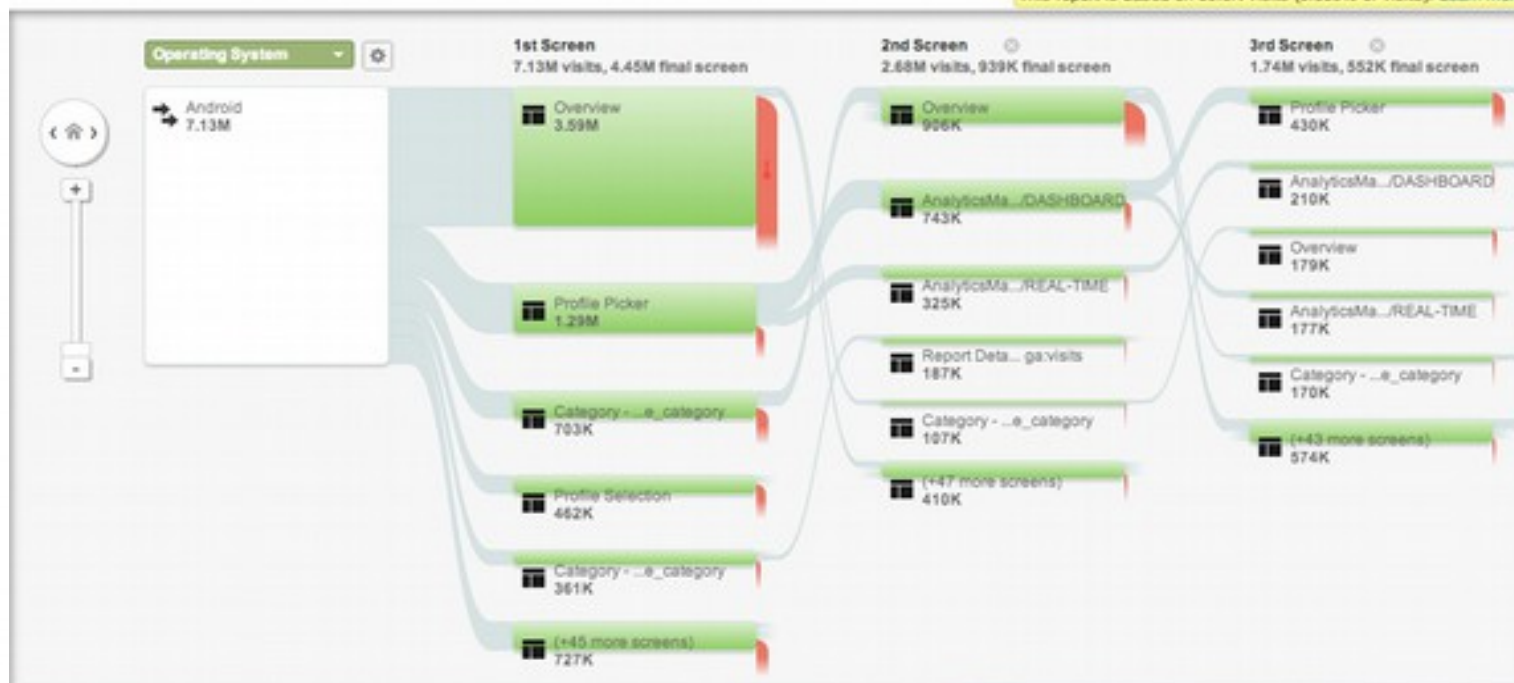 Operating System
1st Screen
7.13M visits, 4.45M final screen
2nd Screen
2.68M visits, 939K final screen
3rd Screen
1.74M visits, 552K final screen
Android
7.13M
Overview
3.59M
Profile Picker
1.29M
Category - ...e_category
703K
Profile Selection
462K
Category - ...e_category
361K
(+45 more screens)
727K
Overview
906K
AnalyticsMa.../DASHBOARD
743K
AnalyticsMa.../REAL-TIME
325K
Report Deta... ga:visits
187K
Category - ...e_category
107K
(+47 more screens)
410K
Profile Picker
430K
AnalyticsMa.../DASHBOARD
210K
Overview
179K
AnalyticsMa.../REAL-TIME
177K
Category - ...e_category
170K
(+43 more screens)
574K